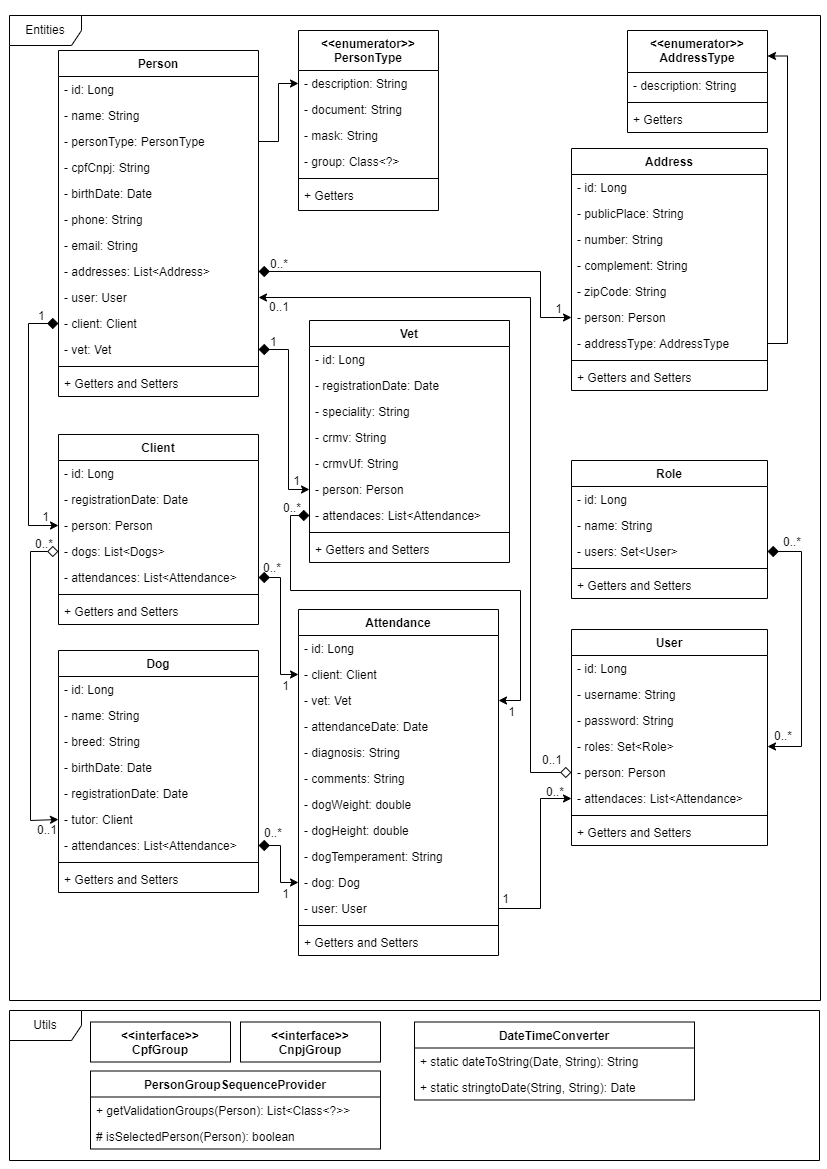 Entities
Person
- id: Long
- name: String
- personType: PersonType
- cpfCnpj: String
- birthDate: Date
- phone: String
- email: String
- addresses: List<Address>
- user: User
- client: Client
- vet: Vet
+ Getters and Setters
<<enumerator>>
PersonType
- description: String
- document: String
- mask: String
- group: Class<?>
+ Getters
<<enumerator>>
AddressType
- description: String
+ Getters
Address
- id: Long
- publicPlace: String
- number: String
- complement: String
- zipCode: String
- person: Person
- addressType: AddressType
+ Getters and Setters
0..*
1
0..1
1
1
1
1
Vet
- id: Long
- registrationDate: Date
- speciality: String
- crmv: String
- crmvUf: String
- person: Person
- attendaces: List<Attendance>
+ Getters and Setters
0..*
1
Client
- id: Long
- registrationDate: Date
- person: Person
- dogs: List<Dogs>
- attendances: List<Attendance>
+ Getters and Setters
0..*
0..1
0..*
1
Role
- id: Long
- name: String
- users: Set<User>
+ Getters and Setters
0..*
0..*
Dog
- id: Long
- name: String
- breed: String
- birthDate: Date
- registrationDate: Date
- tutor: Client
- attendances: List<Attendance>
+ Getters and Setters
0..*
1
Attendance
- id: Long
- client: Client
- vet: Vet
- attendanceDate: Date
- diagnosis: String
- comments: String
- dogWeight: double
- dogHeight: double
- dogTemperament: String
- dog: Dog
- user: User
+ Getters and Setters
1
0..*
0..1
User
- id: Long
- username: String
- password: String
- roles: Set<Role>
- person: Person
- attendaces: List<Attendance>
+ Getters and Setters
Utils
<<interface>>
CpfGroup
<<interface>>
CnpjGroup
PersonGroupSequenceProvider
+ getValidationGroups(Person): List<Class<?>>
# isSelectedPerson(Person): boolean
DateTimeConverter
+ static dateToString(Date, String): String
+ static stringtoDate(String, String): Date